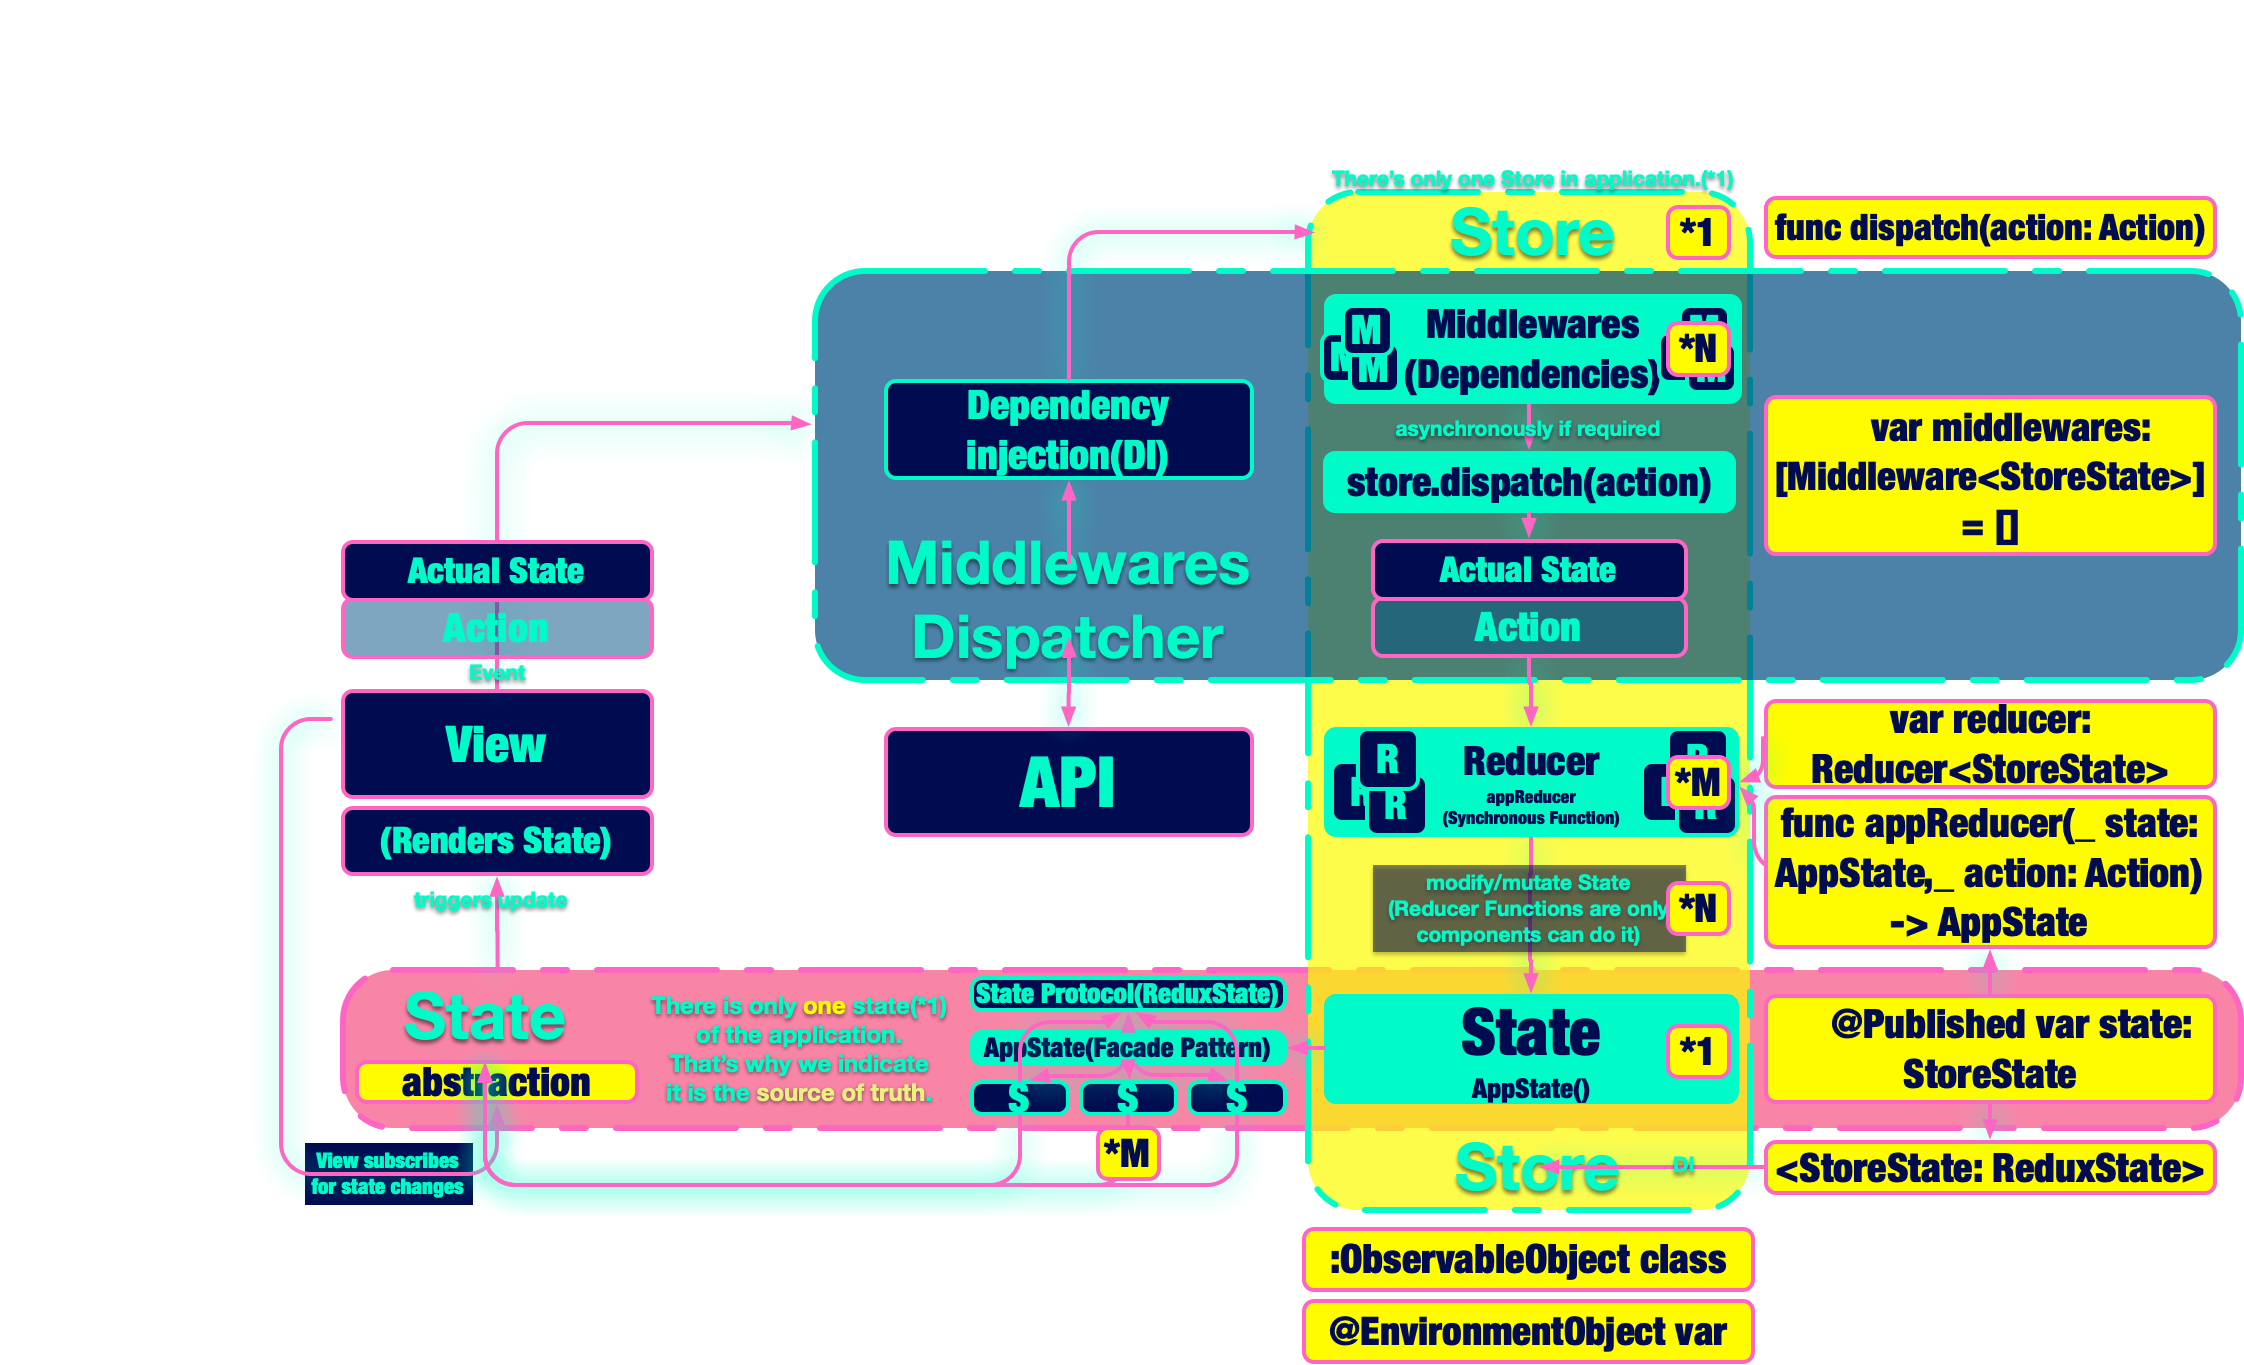 There's only one Store in application.(*1)
Store
*1
func dispatch(action: Action)
M
M
Middlewares
(Dependencies)
*N
asynchronously if required
store.dispatch(action)
Actual State
Action
var middlewares:
[Middleware<StoreState>]
= []
Dependency
injection(DI)
Middlewares
Dispatcher
API
Actual State
Action
Event
View
(Renders State)
triggers update
R
R
Reducer
appReducer
(Synchronous Function)
*M
var reducer:
Reducer<StoreState>
func appReducer(_ state:
AppState,_ action: Action)
-> AppState
modify/mutate State
(Reducer Functions are only
components can do it)
*N
State
abstraction
There is only one state(*1)
of the application.
That's why we indicate
it is the source of truth.
State Protocol(ReduxState)
AppState(Facade Pattern)
S
S
S
*M
State
AppState()
*1
@Published var state:
StoreState
View subscribes
for state changes
Store
DI
<StoreState: ReduxState>
:ObservableObject class
@EnvironmentObject var